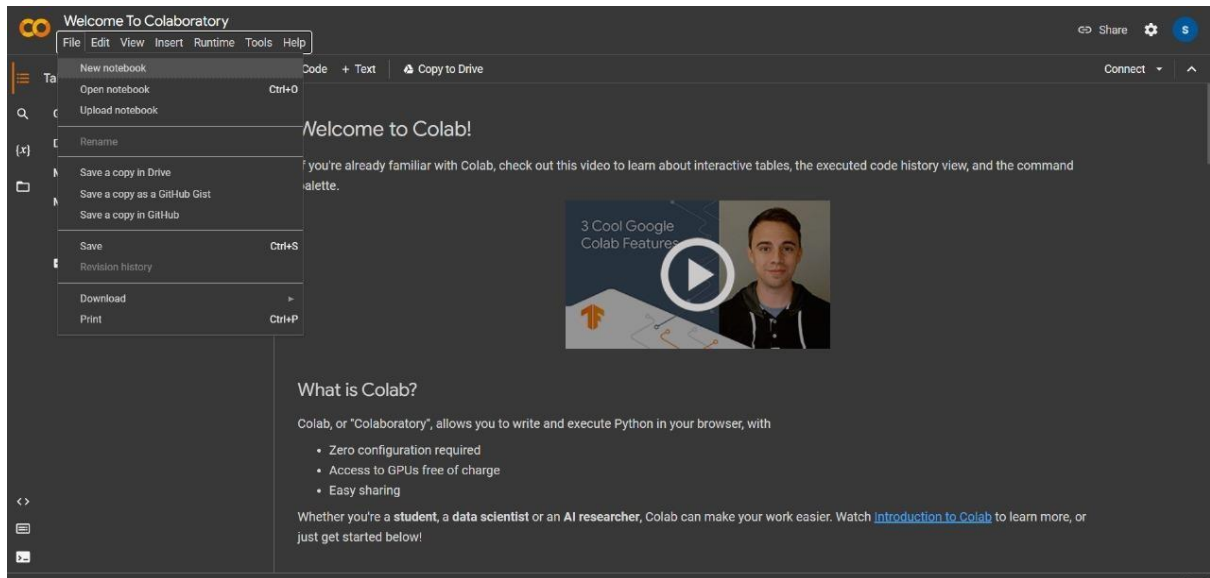 Welcome To Colaboratory
File Edit View Insert Runtime Tools Help
Share
S
New notebook
Open notebook Ctrl+O
Upload notebook
Rename
Save a copy in Drive
Save a copy as a GitHub Gist
Save a copy in GitHub
Save Ctrl+S
Revision history
Download
Print Ctrl+P
{x}
Code + Text Copy to Drive
Connect
Welcome to Colab!
you're already familiar with Colab, check out this video to learn about interactive tables, the executed code history view, and the command
palette.
3 Cool Google
Colab Features
What is Colab?
Colab, or "Colaboratory", allows you to write and execute Python in your browser, with
• Zero configuration required
• Access to GPUs free of charge
• Easy sharing
Whether you're a student, a data scientist or an AI researcher, Colab can make your work easier. Watch Introduction to Colab to learn more, or
just get started below!